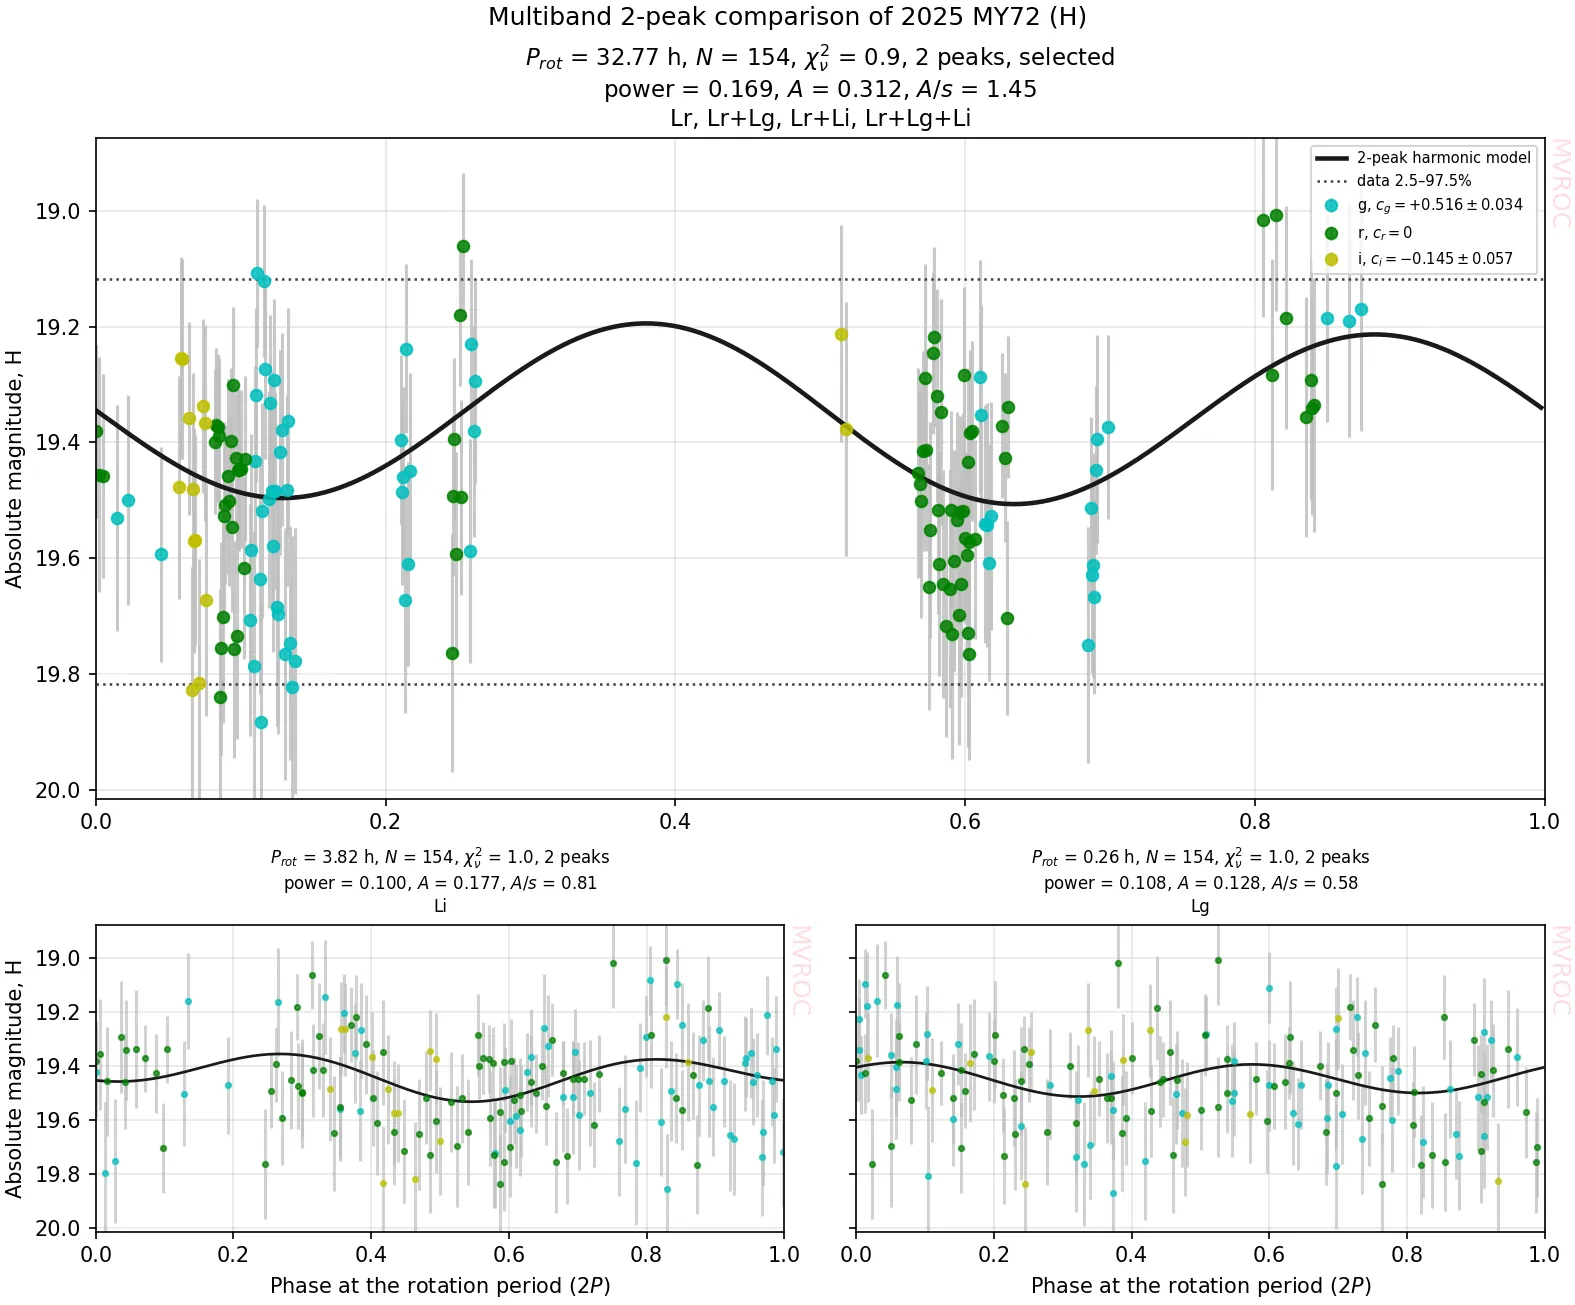 Multiband 2-peak comparison of 2025 MY72 (H)
P_rot = 32.77 h, N = 154, χ²_ν = 0.9, 2 peaks, selected
power = 0.169, A = 0.312, A/s = 1.45
Lr, Lr+Lg, Lr+Li, Lr+Lg+Li
MVROC
2-peak harmonic model
data 2.5–97.5%
g, c_g = +0.516 ± 0.034
r, c_r = 0
i, c_i = −0.145 ± 0.057
Absolute magnitude, H
19.0
19.2
19.4
19.6
19.8
20.0
0.0 0.2 0.4 0.6 0.8 1.0
P_rot = 3.82 h, N = 154, χ²_ν = 1.0, 2 peaks
power = 0.100, A = 0.177, A/s = 0.81
Li
MVROC
Absolute magnitude, H
19.0
19.2
19.4
19.6
19.8
20.0
0.0 0.2 0.4 0.6 0.8 1.0
Phase at the rotation period (2P)
P_rot = 0.26 h, N = 154, χ²_ν = 1.0, 2 peaks
power = 0.108, A = 0.128, A/s = 0.58
Lg
MVROC
0.0 0.2 0.4 0.6 0.8 1.0
Phase at the rotation period (2P)